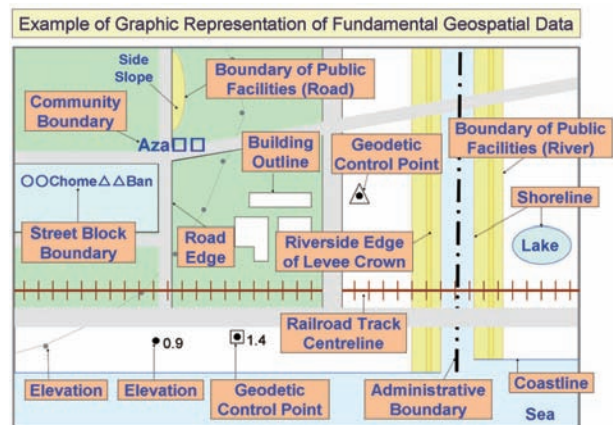 Example of Graphic Representation of Fundamental Geospatial Data
Side
Slope
Boundary of Public
Facilities (Road)
Community
Boundary
Aza□□
Building
Outline
Geodetic
Control Point
Boundary of Public
Facilities (River)
○○Chome△△Ban
Street Block
Boundary
Road
Edge
Riverside Edge
of Levee Crown
Shoreline
Lake
Railroad Track
Centreline
0.9
1.4
Elevation
Elevation
Geodetic
Control Point
Administrative
Boundary
Coastline
Sea